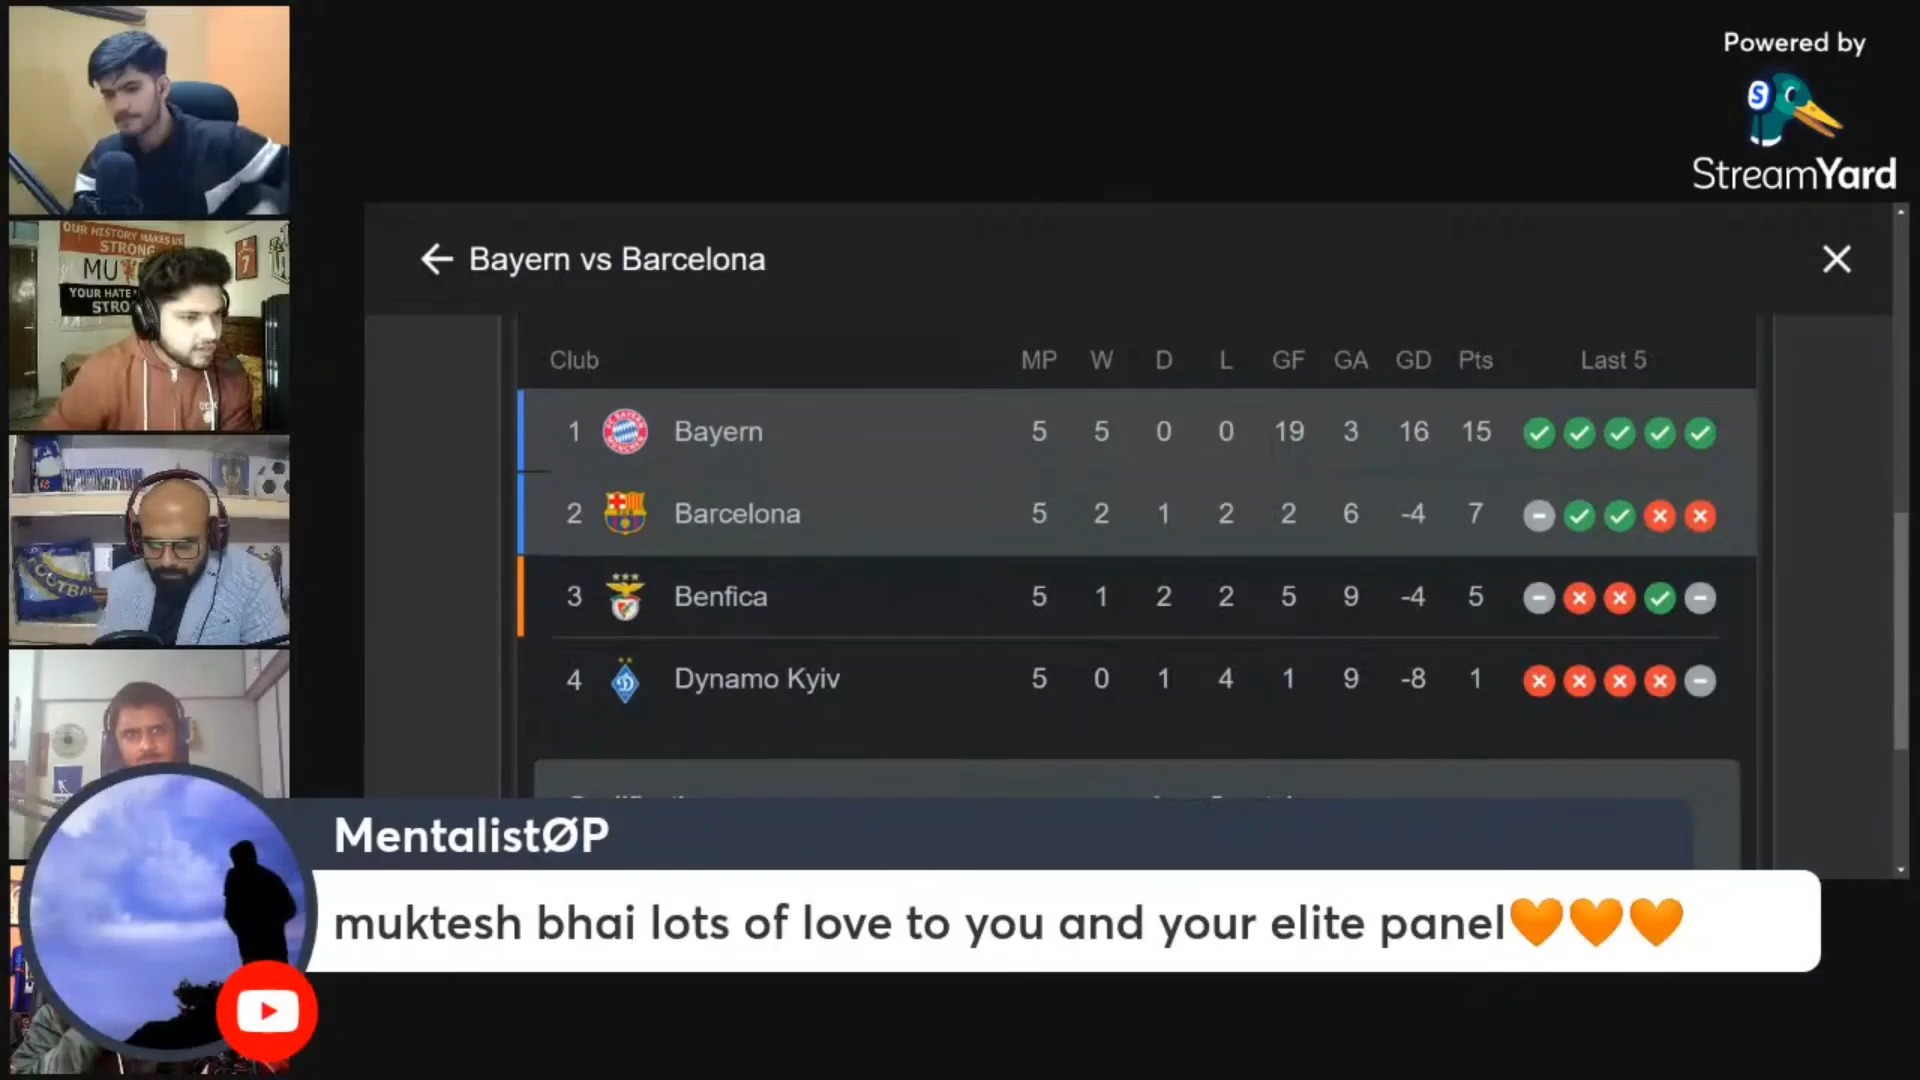 Powered by
StreamYard
OUR HISTORY MAKES US
STRONG
MU
YOUR HATE
STRO
7
← Bayern vs Barcelona
Club MP W D L GF GA GD Pts Last 5
1 Bayern 5 5 0 0 19 3 16 15
2 Barcelona 5 2 1 2 2 6 -4 7
3 Benfica 5 1 2 2 5 9 -4 5
4 Dynamo Kyiv 5 0 1 4 1 9 -8 1
MentalistØP
muktesh bhai lots of love to you and your elite panel🧡🧡🧡